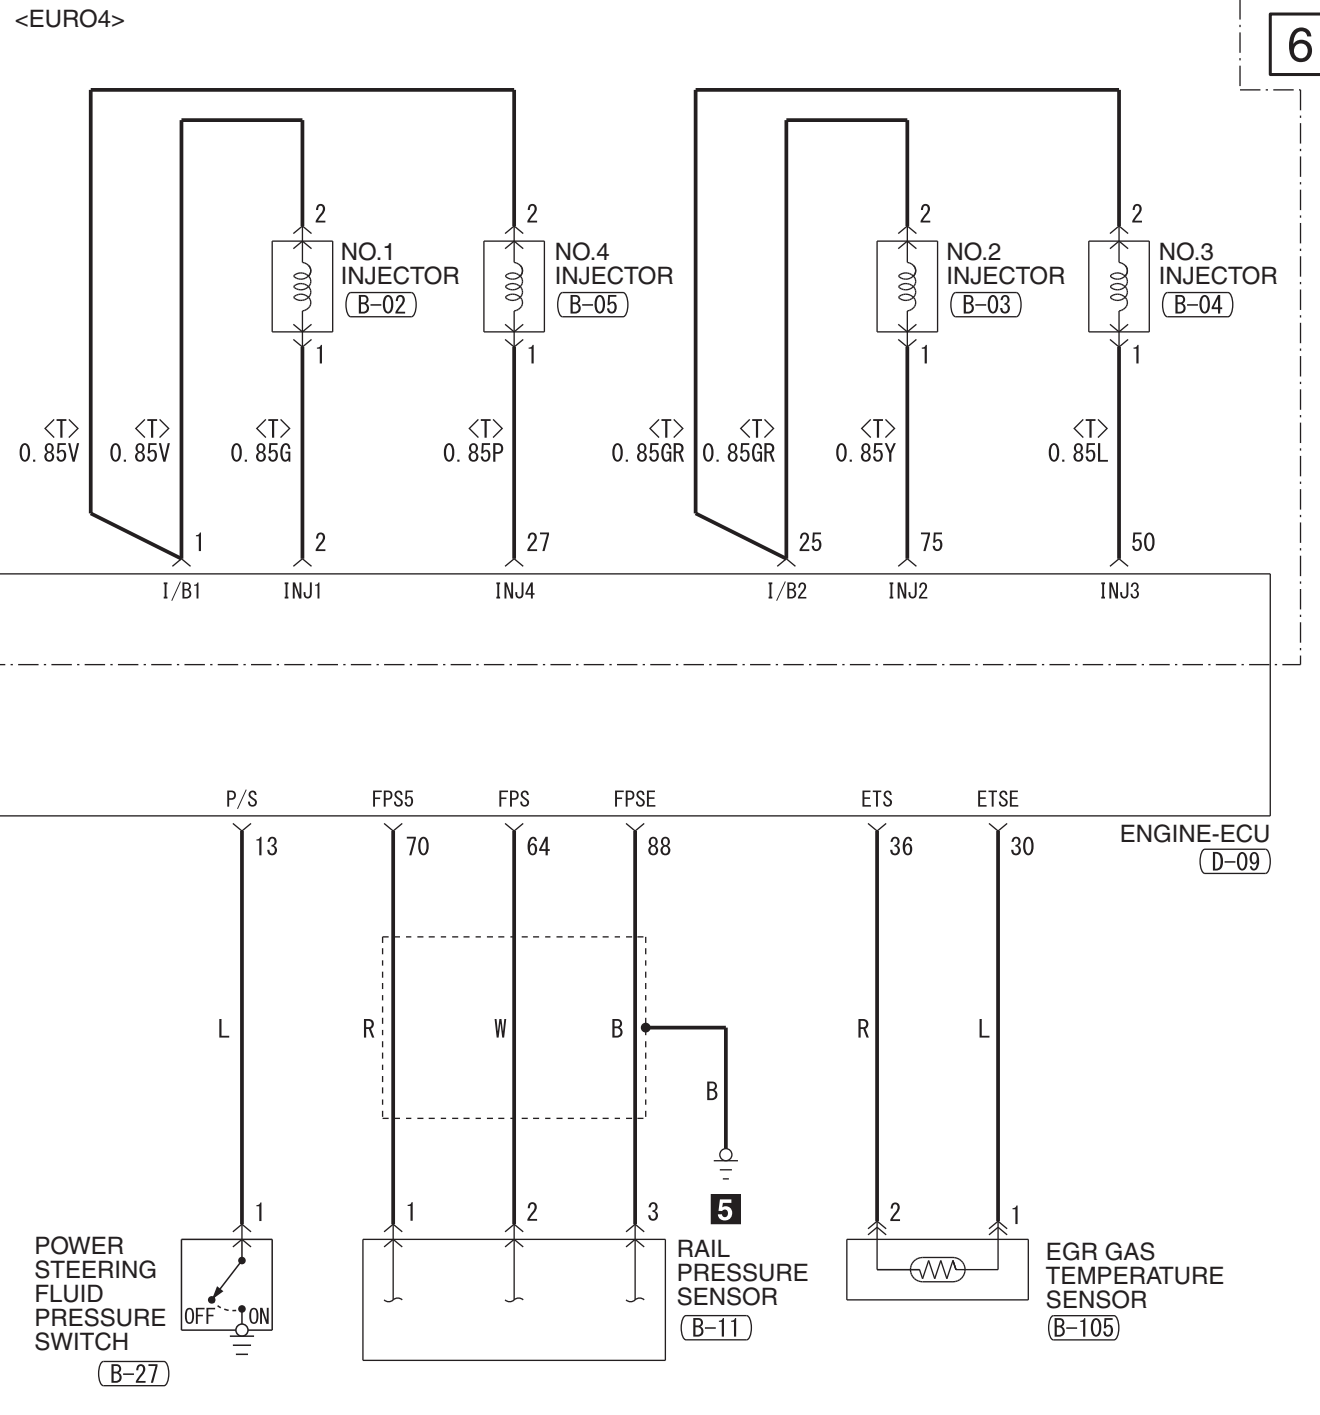 <EURO4>
6
2
2
2
2
NO.1
INJECTOR
B-02
NO.4
INJECTOR
B-05
NO.2
INJECTOR
B-03
NO.3
INJECTOR
B-04
1
1
1
1
<T>
0.85V
<T>
0.85V
<T>
0.85G
<T>
0.85P
<T>
0.85GR
<T>
0.85GR
<T>
0.85Y
<T>
0.85L
1
2
27
25
75
50
I/B1
INJ1
INJ4
I/B2
INJ2
INJ3
P/S
FPS5
FPS
FPSE
ETS
ETSE
13
70
64
88
36
30
ENGINE-ECU
D-09
L
R
W
B
R
L
B
5
1
1
2
3
2
1
POWER
STEERING
FLUID
PRESSURE
SWITCH
B-27
OFF
ON
RAIL
PRESSURE
SENSOR
B-11
EGR GAS
TEMPERATURE
SENSOR
B-105